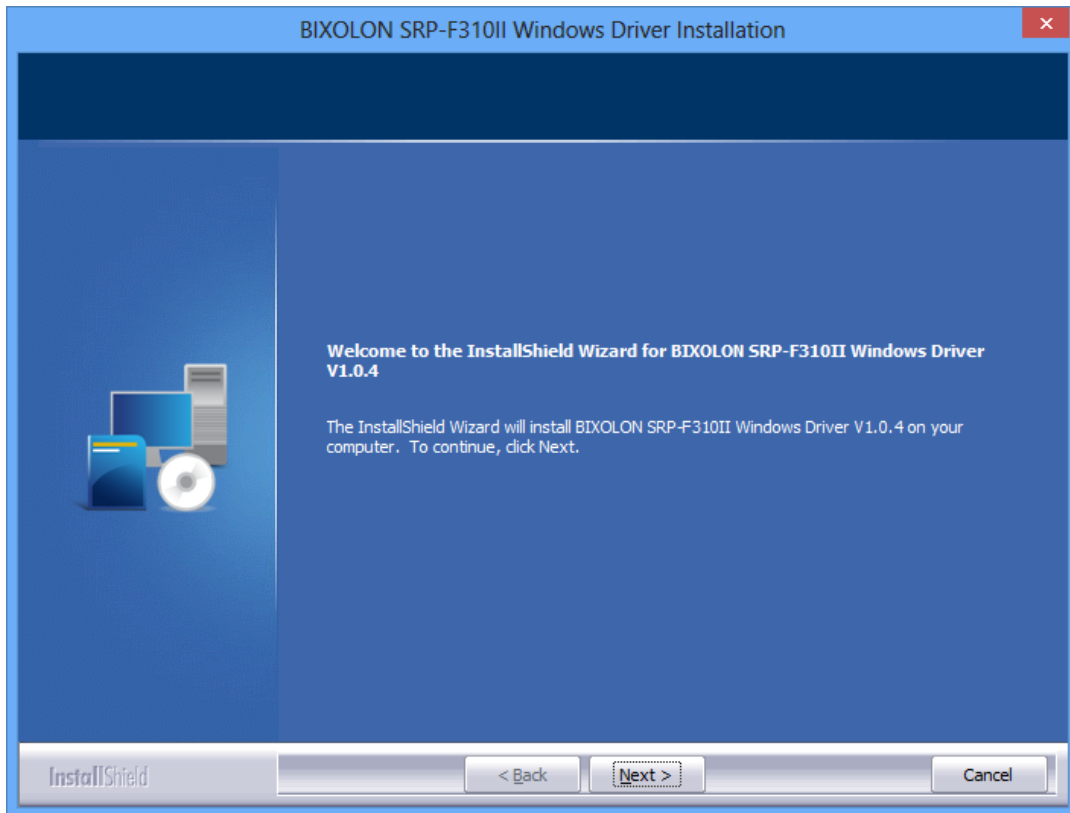 BIXOLON SRP-F310II Windows Driver Installation
Welcome to the InstallShield Wizard for BIXOLON SRP-F310II Windows Driver
V1.0.4
The InstallShield Wizard will install BIXOLON SRP-F310II Windows Driver V1.0.4 on your
computer. To continue, click Next.
InstallShield
< Back
Next >
Cancel